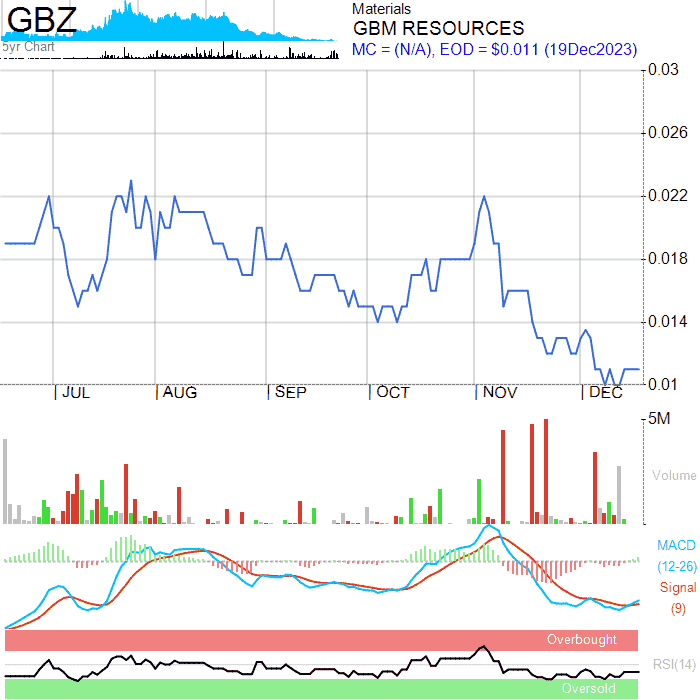 GBZ
5yr Chart
Materials
GBM RESOURCES
MC = (N/A), EOD = $0.011 (19Dec2023)
0.03
0.026
0.022
0.018
0.014
0.01
JUL
AUG
SEP
OCT
NOV
DEC
5M
Volume
MACD
(12-26)
Signal
(9)
Overbought
RSI(14)
Oversold